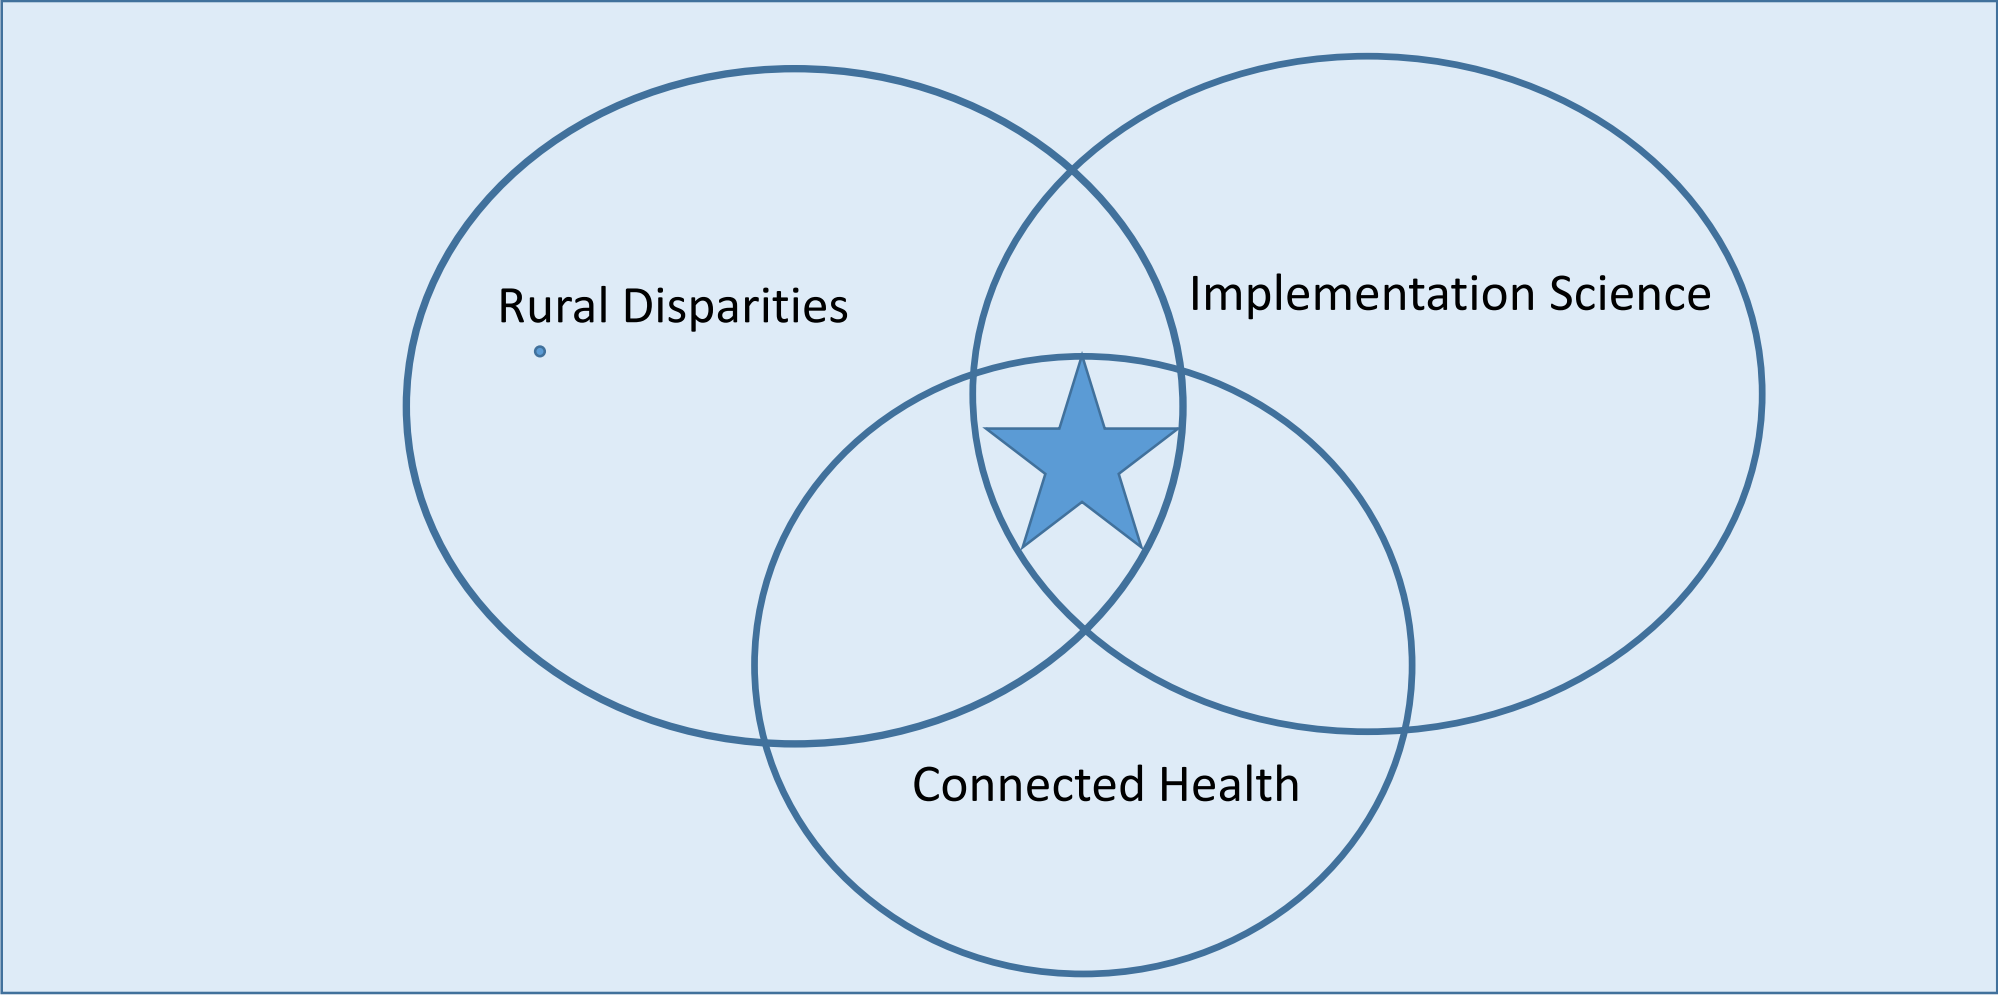 Rural Disparities
Implementation Science
Connected Health